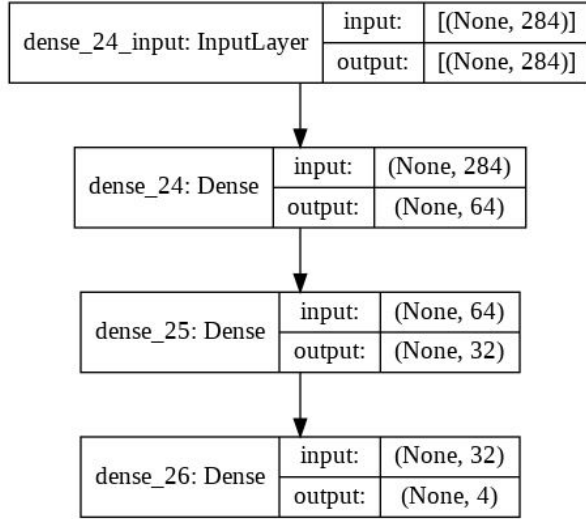 dense_24_input: InputLayer
input: [(None, 284)]
output: [(None, 284)]
dense_24: Dense
input: (None, 284)
output: (None, 64)
dense_25: Dense
input: (None, 64)
output: (None, 32)
dense_26: Dense
input: (None, 32)
output: (None, 4)